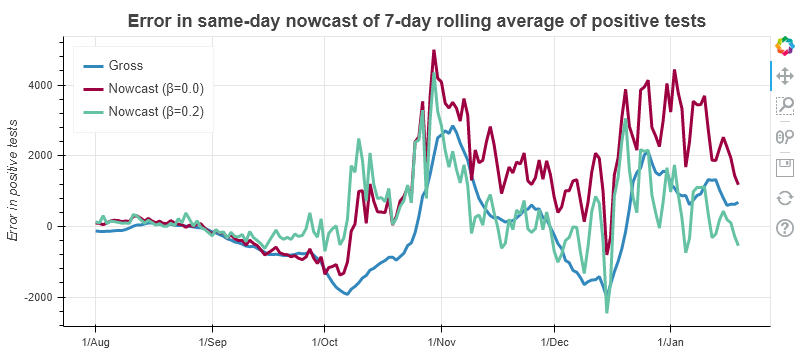 Error in same-day nowcast of 7-day rolling average of positive tests
Gross
Nowcast (β=0.0)
Nowcast (β=0.2)
Error in positive tests
4000
2000
0
-2000
1/Aug
1/Sep
1/Oct
1/Nov
1/Dec
1/Jan